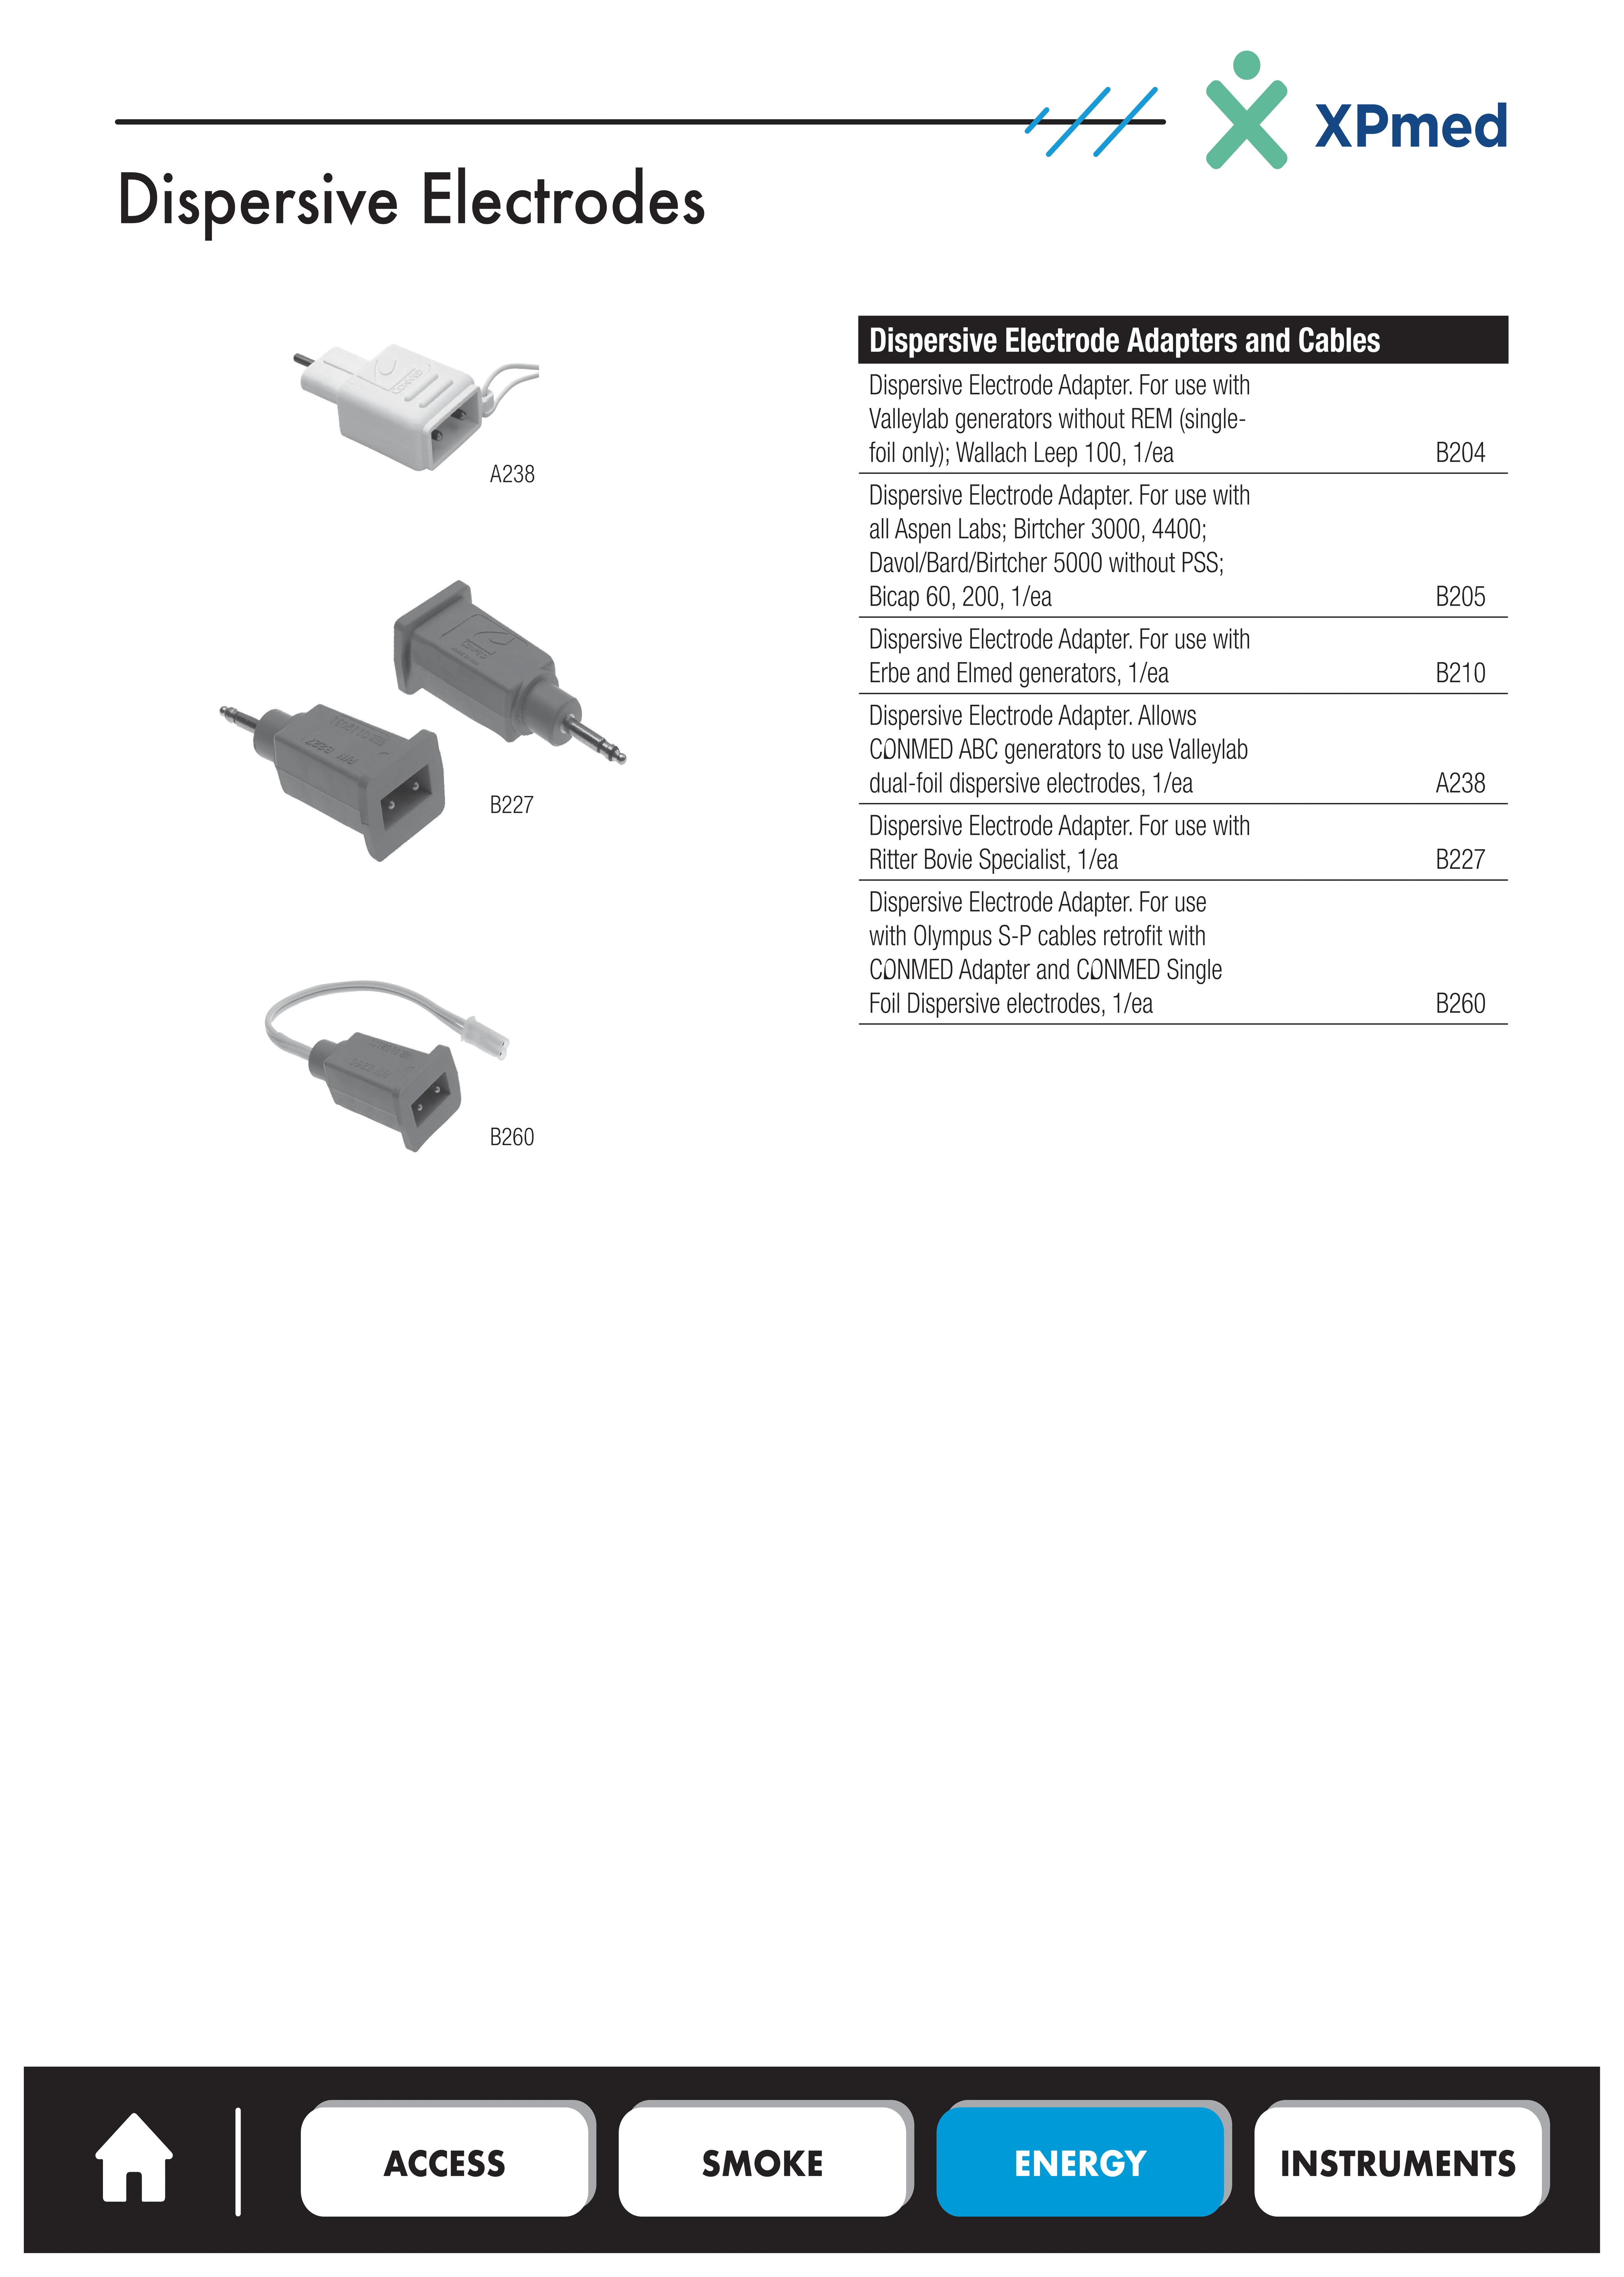 XPmed
Dispersive Electrodes
A238
B227
B260
Dispersive Electrode Adapters and Cables
Dispersive Electrode Adapter. For use with
Valleylab generators without REM (single-
foil only); Wallach Leep 100, 1/ea B204
Dispersive Electrode Adapter. For use with
all Aspen Labs; Birtcher 3000, 4400;
Davol/Bard/Birtcher 5000 without PSS;
Bicap 60, 200, 1/ea B205
Dispersive Electrode Adapter. For use with
Erbe and Elmed generators, 1/ea B210
Dispersive Electrode Adapter. Allows
CONMED ABC generators to use Valleylab
dual-foil dispersive electrodes, 1/ea A238
Dispersive Electrode Adapter. For use with
Ritter Bovie Specialist, 1/ea B227
Dispersive Electrode Adapter. For use
with Olympus S-P cables retrofit with
CONMED Adapter and CONMED Single
Foil Dispersive electrodes, 1/ea B260
ACCESS
SMOKE
ENERGY
INSTRUMENTS